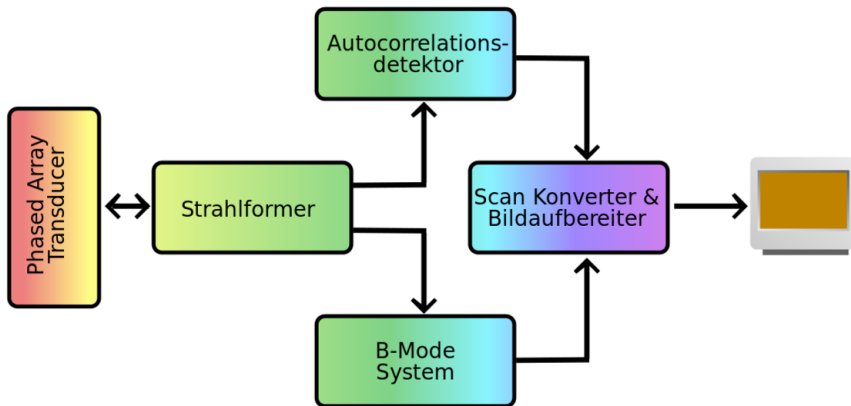 Phased Array
Transducer
Strahlformer
Autocorrelations-
detektor
B-Mode
System
Scan Konverter &
Bildaufbereiter